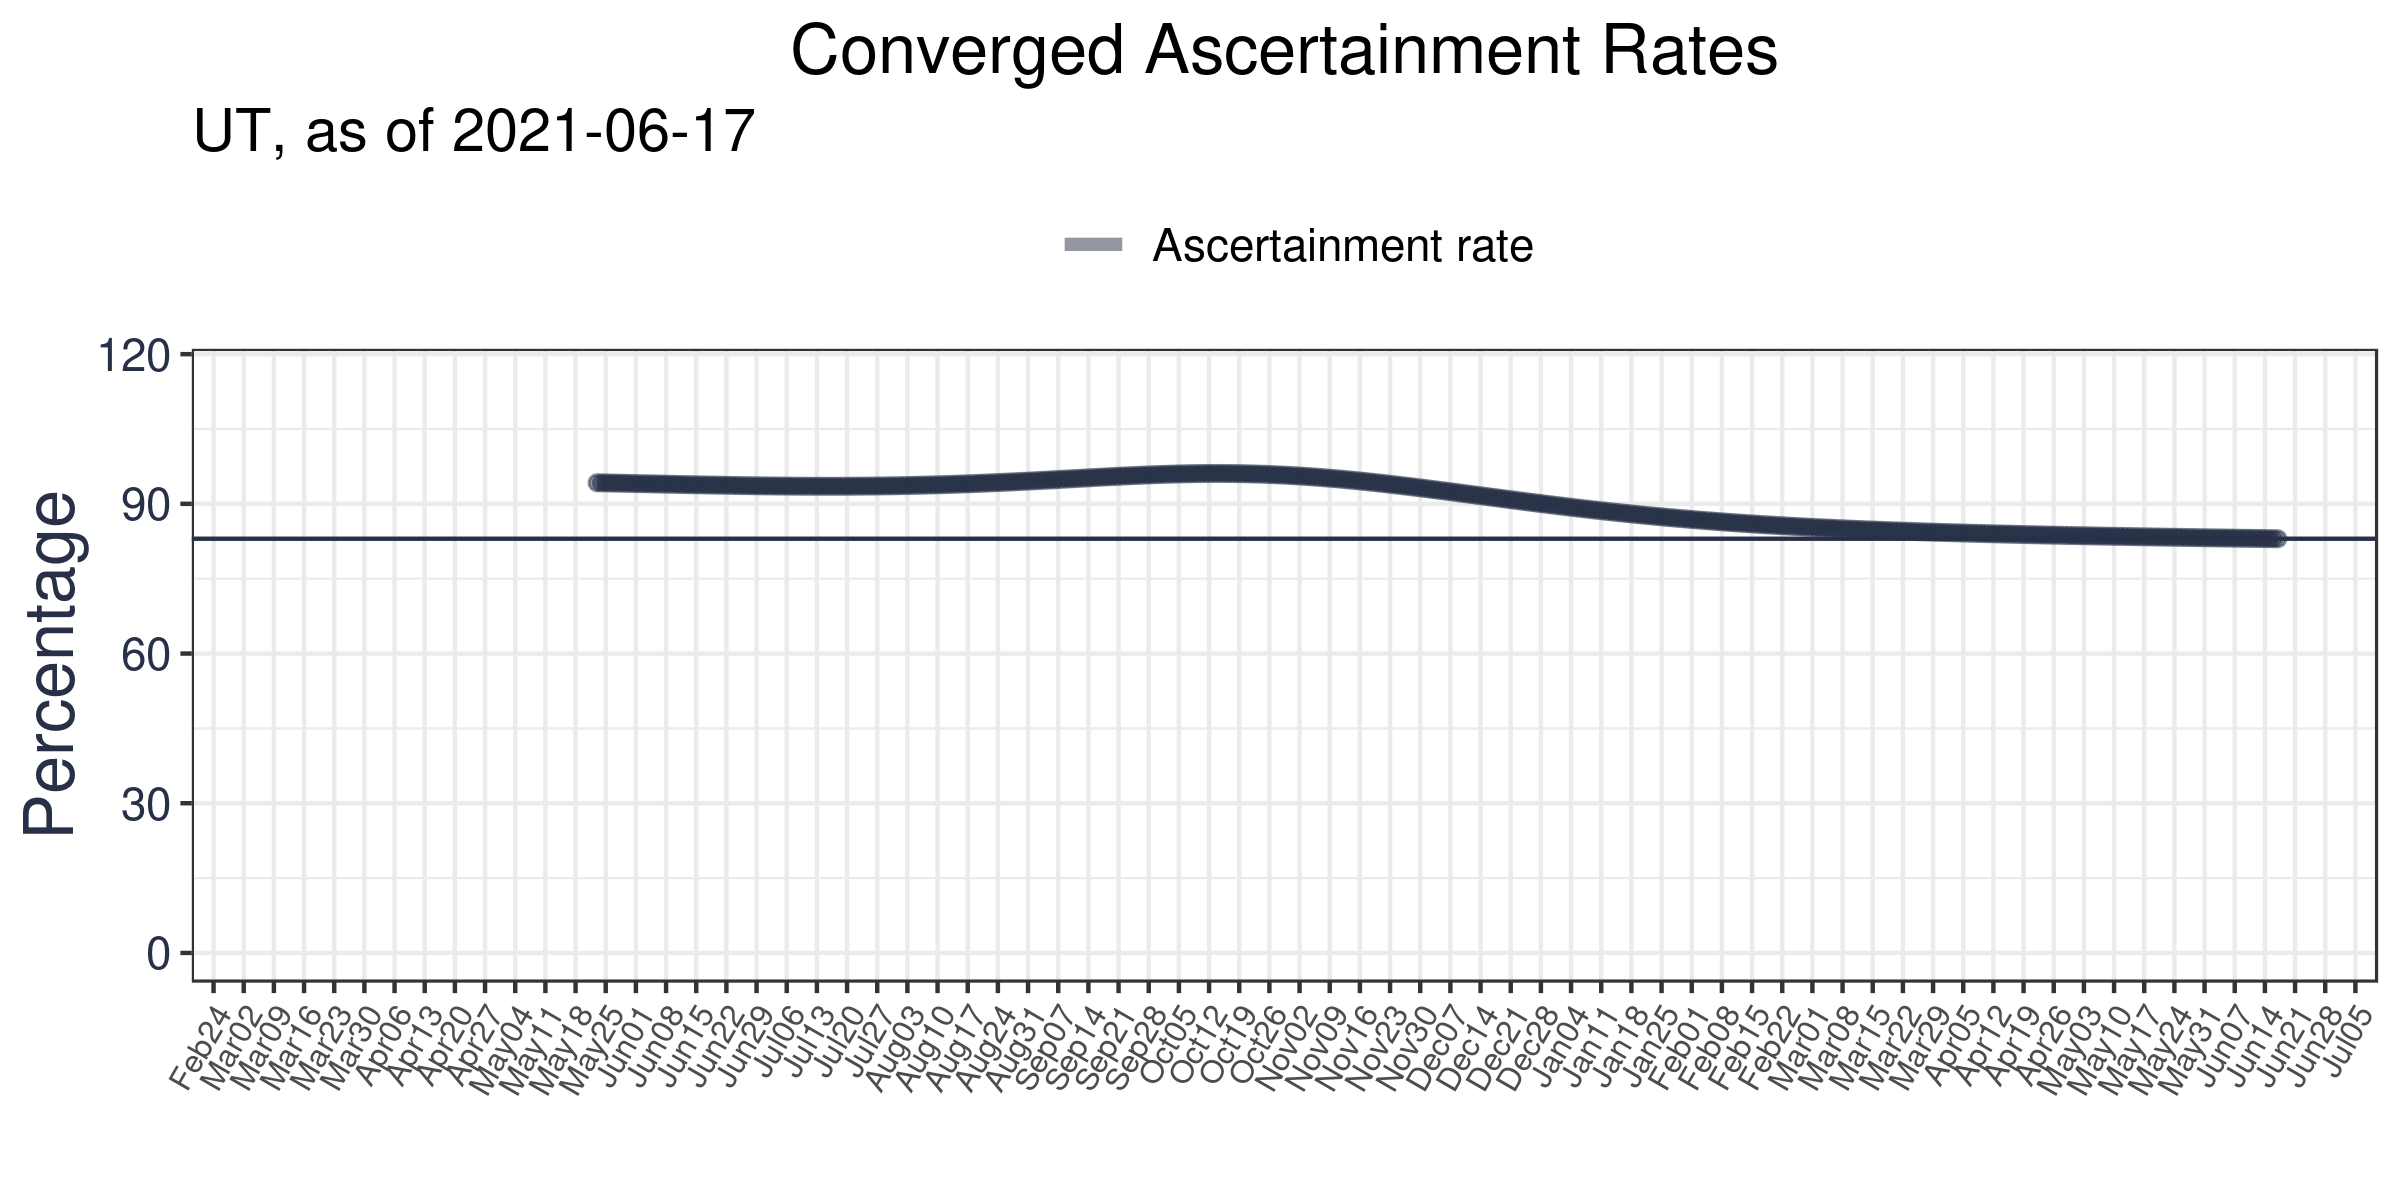 Converged Ascertainment Rates
UT, as of 2021-06-17
Ascertainment rate
Percentage
120
90
60
30
0
Feb24 Mar02 Mar09 Mar16 Mar23 Mar30 Apr06 Apr13 Apr20 Apr27 May04 May11 May18 May25 Jun01 Jun08 Jun15 Jun22 Jun29 Jul06 Jul13 Jul20 Jul27 Aug03 Aug10 Aug17 Aug24 Aug31 Sep07 Sep14 Sep21 Sep28 Oct05 Oct12 Oct19 Oct26 Nov02 Nov09 Nov16 Nov23 Nov30 Dec07 Dec14 Dec21 Dec28 Jan04 Jan11 Jan18 Jan25 Feb01 Feb08 Feb15 Feb22 Mar01 Mar08 Mar15 Mar22 Mar29 Apr05 Apr12 Apr19 Apr26 May03 May10 May17 May24 May31 Jun07 Jun14 Jun21 Jun28 Jul05